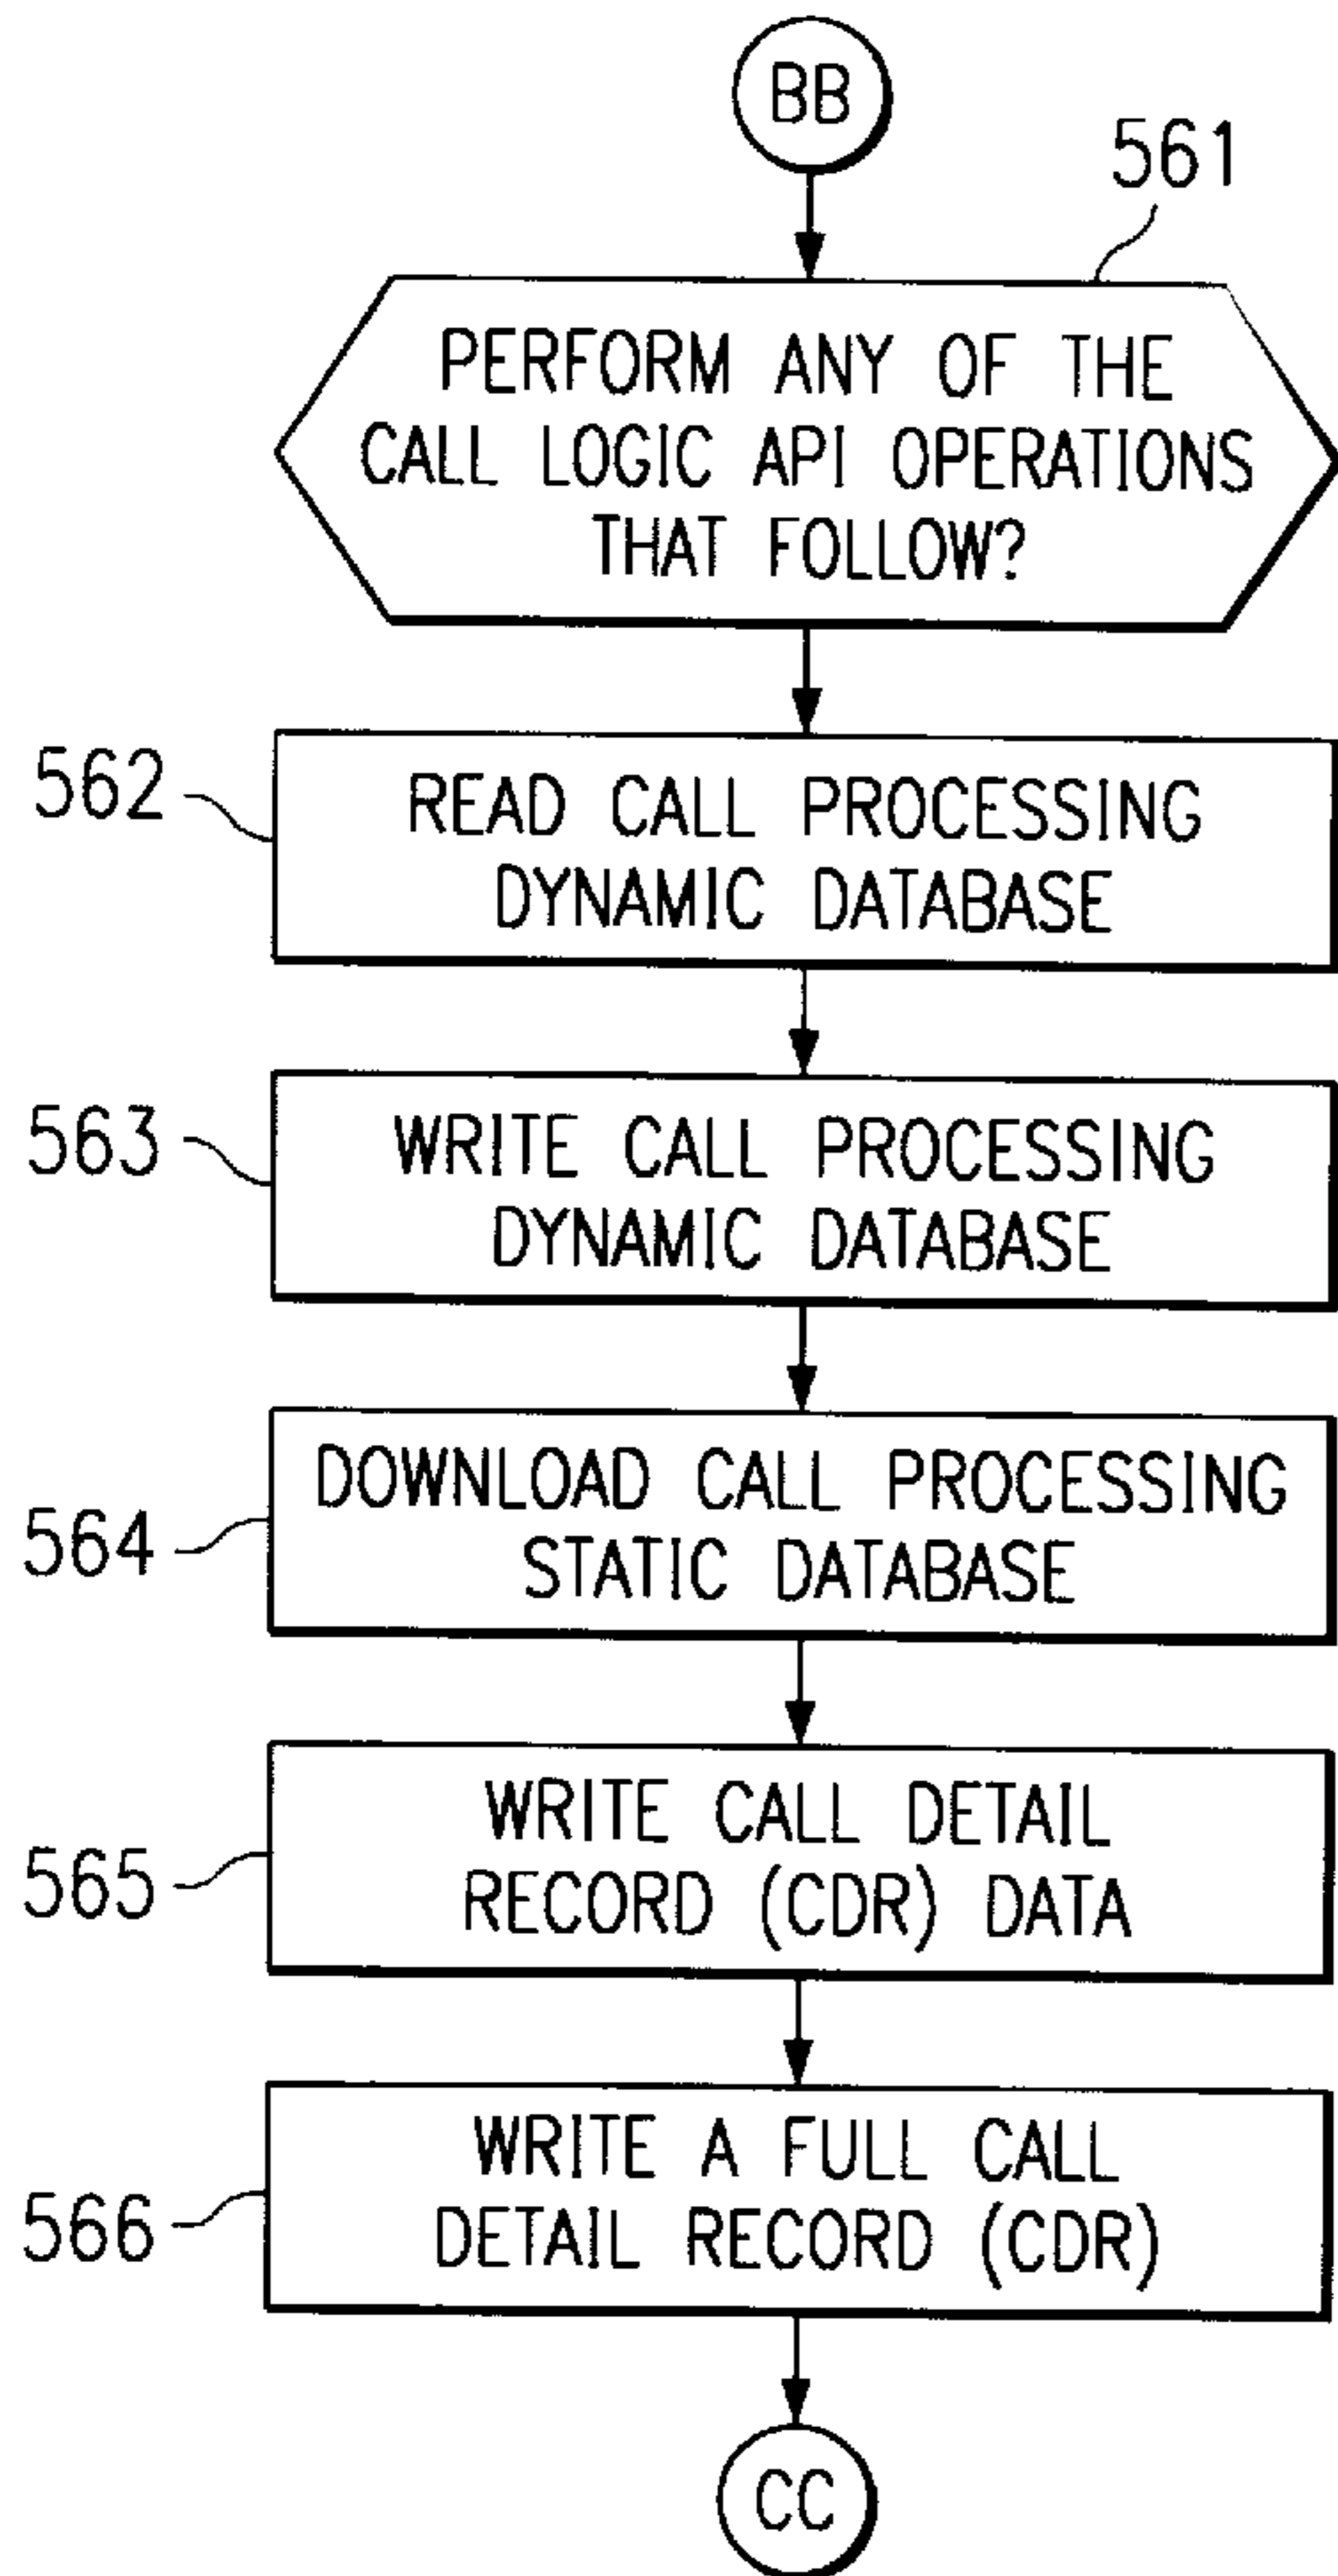 BB
561
PERFORM ANY OF THE
CALL LOGIC API OPERATIONS
THAT FOLLOW?
562
READ CALL PROCESSING
DYNAMIC DATABASE
563
WRITE CALL PROCESSING
DYNAMIC DATABASE
564
DOWNLOAD CALL PROCESSING
STATIC DATABASE
565
WRITE CALL DETAIL
RECORD (CDR) DATA
566
WRITE A FULL CALL
DETAIL RECORD (CDR)
CC